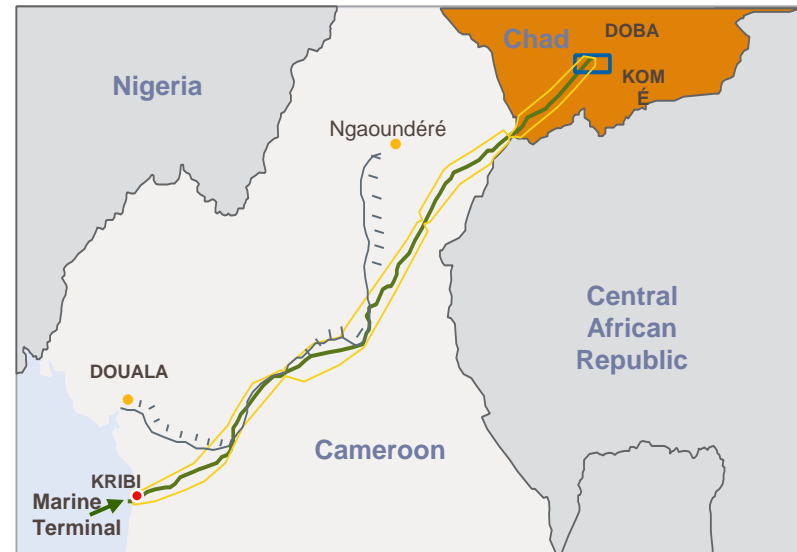 Chad
DOBA
KOM
É
Nigeria
Ngaoundéré
Central
African
Republic
DOUALA
Cameroon
KRIBI
Marine
Terminal